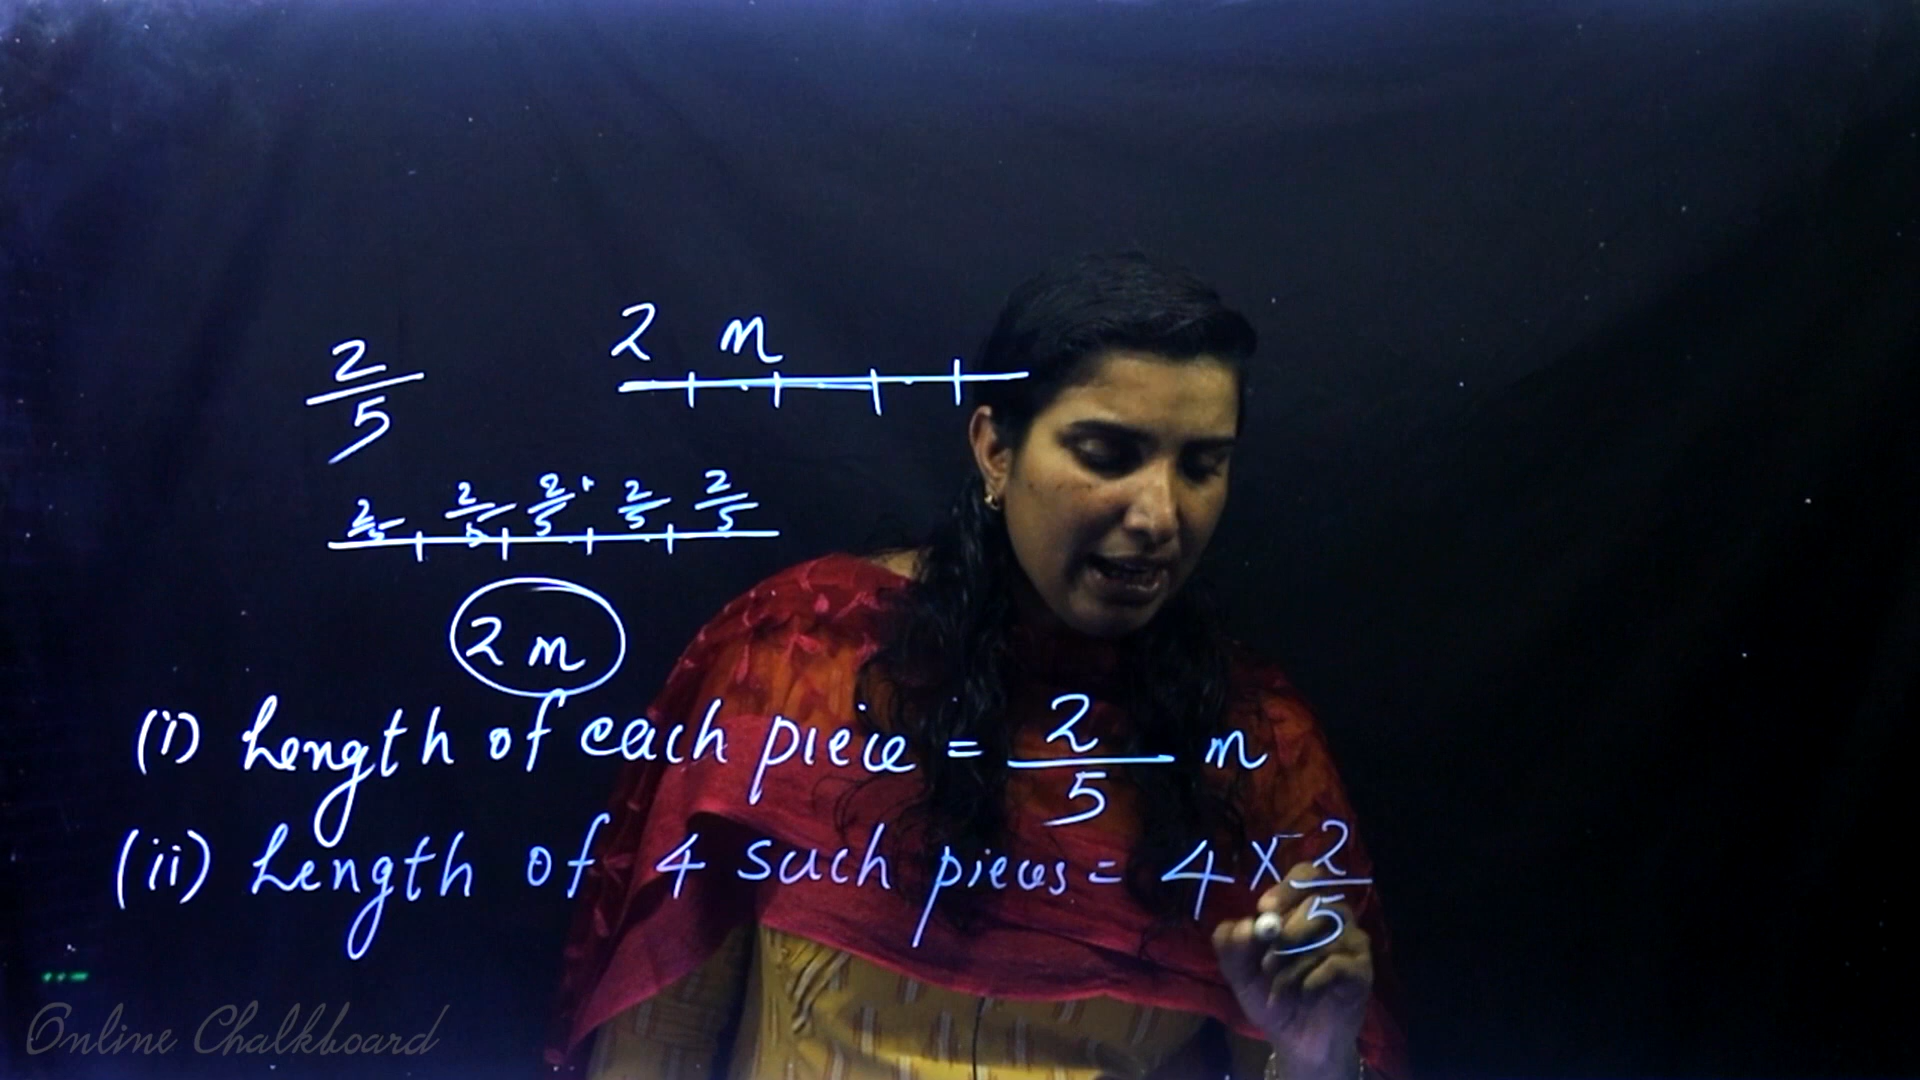 2/5
2 m
2/5 2/5 2/5 2/5 2/5
2 m
(i) Length of each piece = 2/5 m
(ii) Length of 4 such pieces = 4 × 2/5
Online Chalkboard